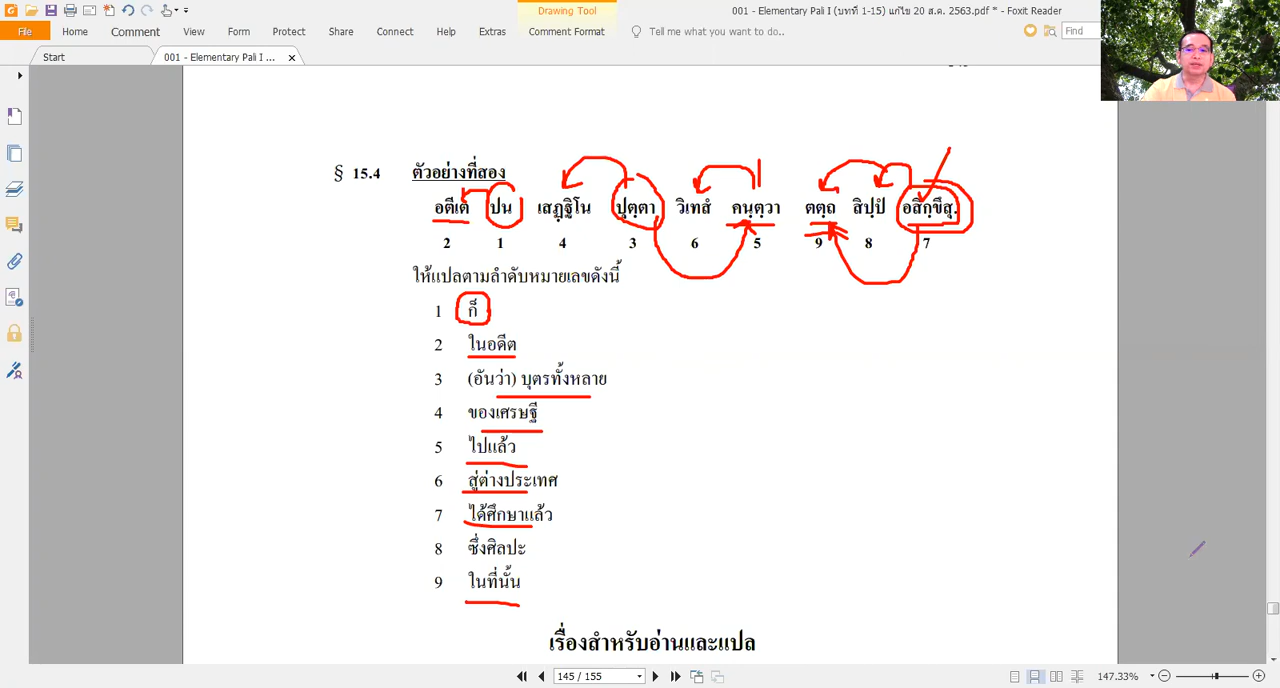 Drawing Tool
001 - Elementary Pali I (บทที่ 1-15) แก้ไข 20 ส.ค. 2563.pdf * - Foxit Reader
File Home Comment View Form Protect Share Connect Help Extras Comment Format Tell me what you want to do.. Find
Start 001 - Elementary Pali I ...
§ 15.4 ตัวอย่างที่สอง
อตีเต ปน เสฏฺฐิโน ปุตฺตา วิเทสํ คนฺตฺวา ตตฺถ สิปฺปํ อสิกฺขึสุ.
2 1 4 3 6 5 9 8 7
ให้แปลตามลำดับหมายเลขดังนี้
1 ก็
2 ในอดีต
3 (อันว่า) บุตรทั้งหลาย
4 ของเศรษฐี
5 ไปแล้ว
6 สู่ต่างประเทศ
7 ได้ศึกษาแล้ว
8 ซึ่งศิลปะ
9 ในที่นั้น
เรื่องสำหรับอ่านและแปล
145 / 155 147.33%